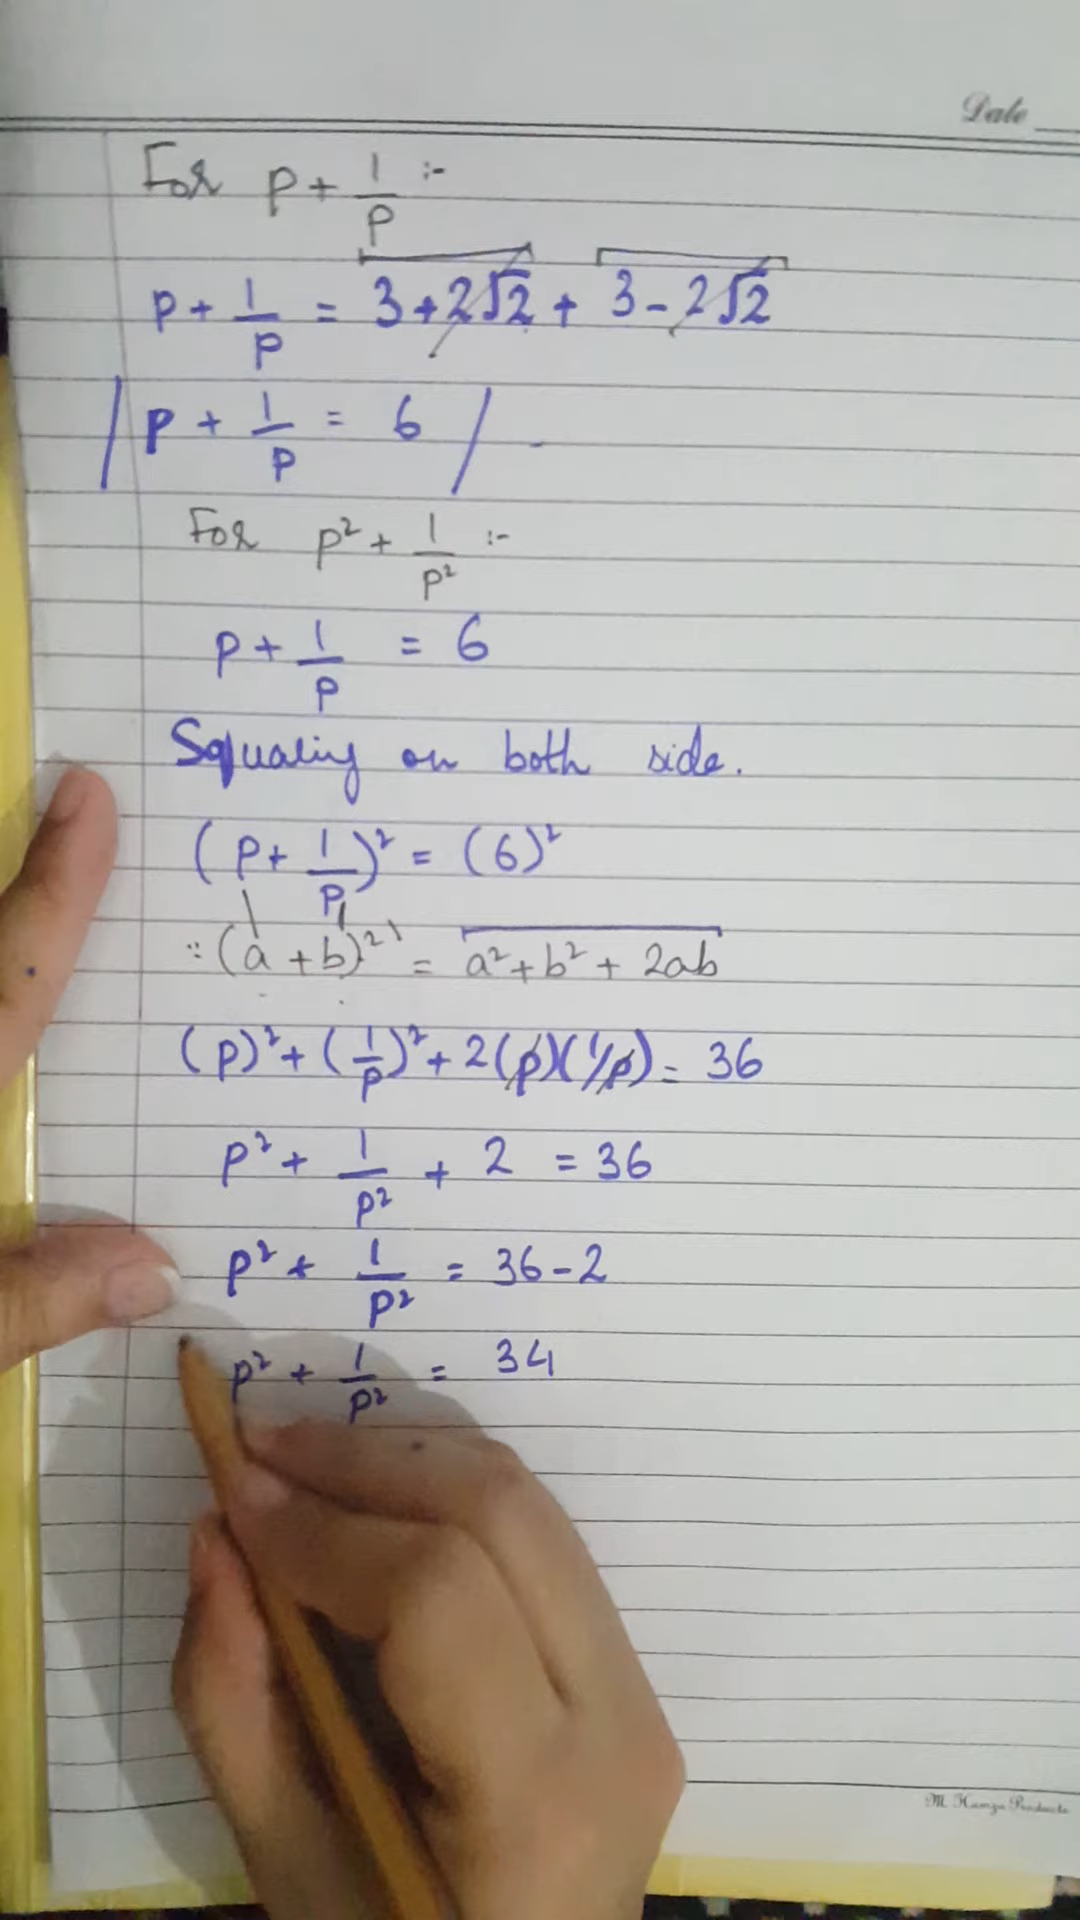 Date
For p + 1/p :-
p + 1/p = 3 + 2√2 + 3 - 2√2
p + 1/p = 6
For p² + 1/p² :-
p + 1/p = 6
Squaring on both side.
(p + 1/p)² = (6)²
∵ (a + b)² = a² + b² + 2ab
(p)² + (1/p)² + 2(p)(1/p) = 36
p² + 1/p² + 2 = 36
p² + 1/p² = 36 - 2
p² + 1/p² = 34
M. Hamza Products